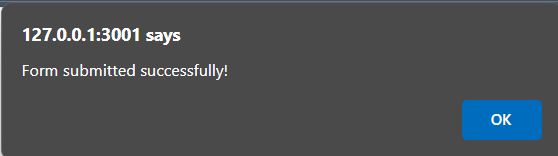 127.0.0.1:3001 says
Form submitted successfully!
OK